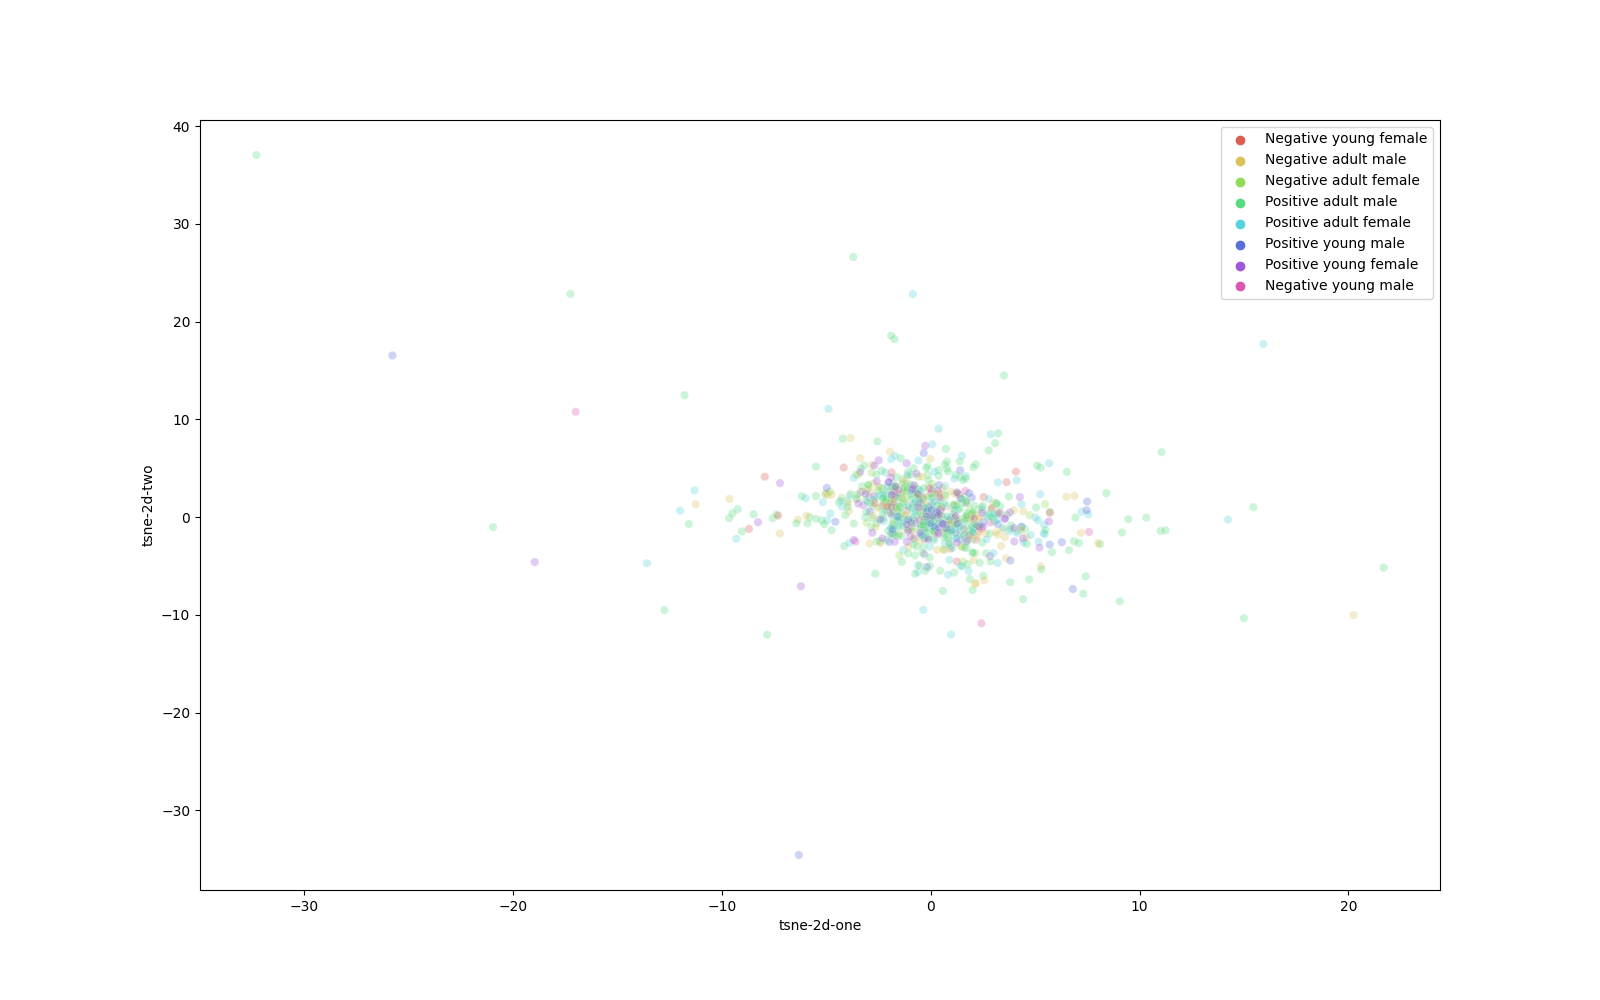 Negative young female
Negative adult male
Negative adult female
Positive adult male
Positive adult female
Positive young male
Positive young female
Negative young male
40
30
20
10
0
−10
−20
−30
tsne-2d-two
−30
−20
−10
0
10
20
tsne-2d-one